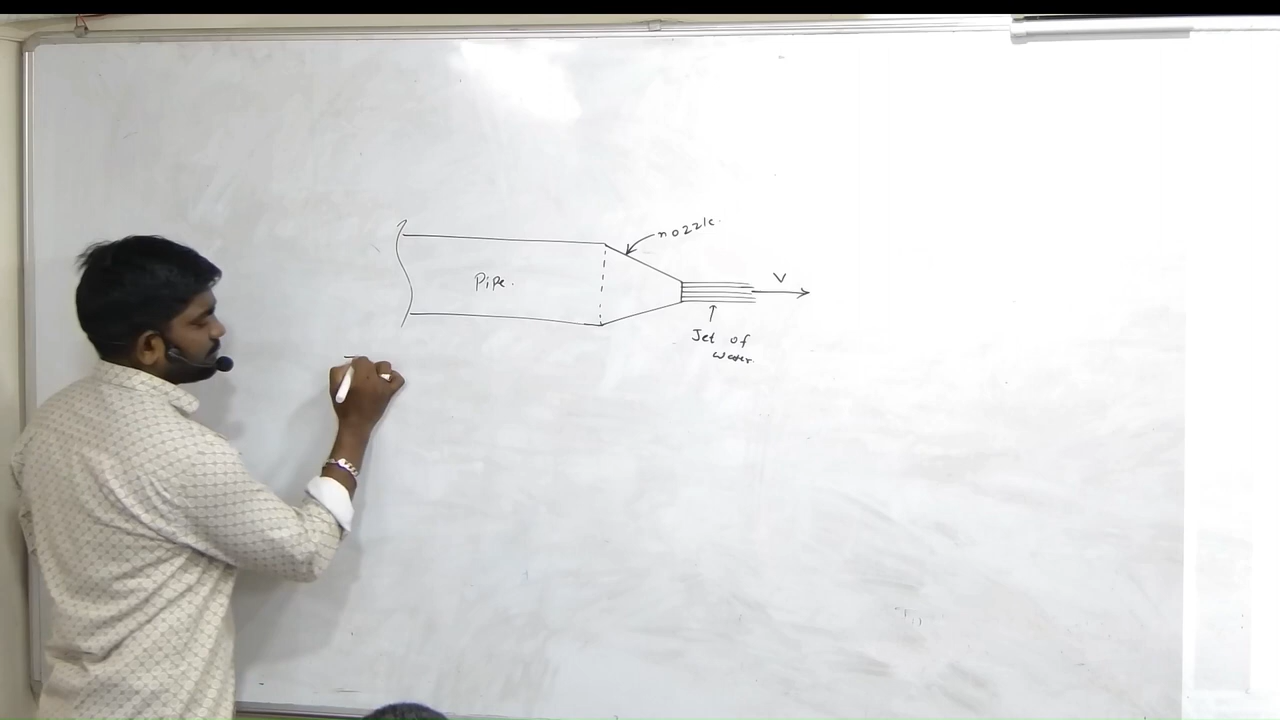 nozzle.
Pipe.
V
Jet of
water.